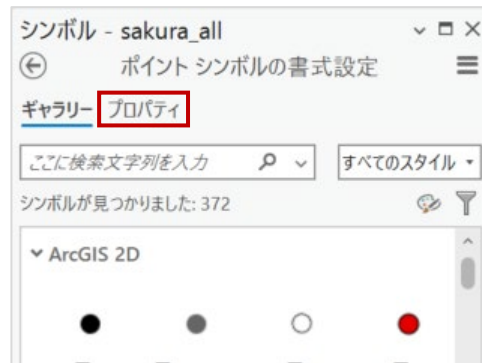 シンボル - sakura_all
ポイント シンボルの書式設定
ギャラリー プロパティ
ここに検索文字列を入力 すべてのスタイル
シンボルが見つかりました: 372
ArcGIS 2D